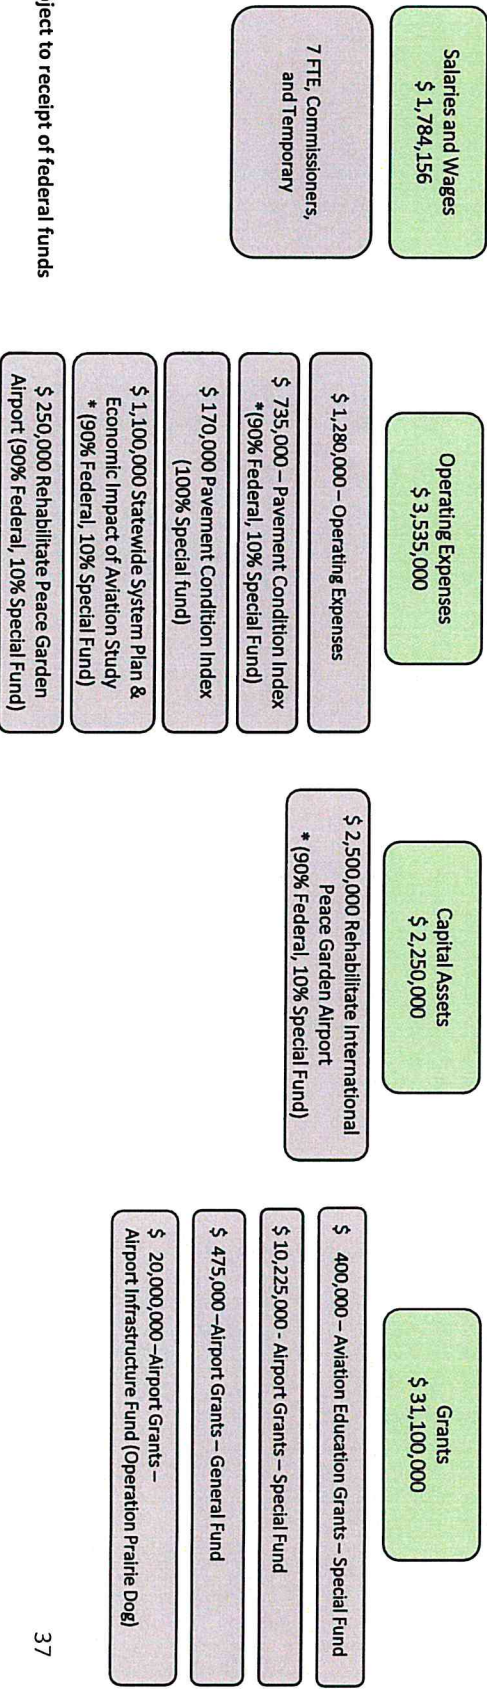 Salaries and Wages
$ 1,784,156
7 FTE, Commissioners,
and Temporary
Operating Expenses
$ 3,535,000
$ 1,280,000 – Operating Expenses
$ 735,000 – Pavement Condition Index
*(90% Federal, 10% Special Fund)
$ 170,000 Pavement Condition Index
(100% Special fund)
$ 1,100,000 Statewide System Plan &
Economic Impact of Aviation Study
* (90% Federal, 10% Special Fund)
$ 250,000 Rehabilitate Peace Garden
Airport (90% Federal, 10% Special Fund)
Capital Assets
$ 2,250,000
$ 2,500,000 Rehabilitate International
Peace Garden Airport
* (90% Federal, 10% Special Fund)
Grants
$ 31,100,000
$ 400,000 – Aviation Education Grants – Special Fund
$ 10,225,000 - Airport Grants – Special Fund
$ 475,000 –Airport Grants – General Fund
$ 20,000,000 –Airport Grants –
Airport Infrastructure Fund (Operation Prairie Dog)
ject to receipt of federal funds
37